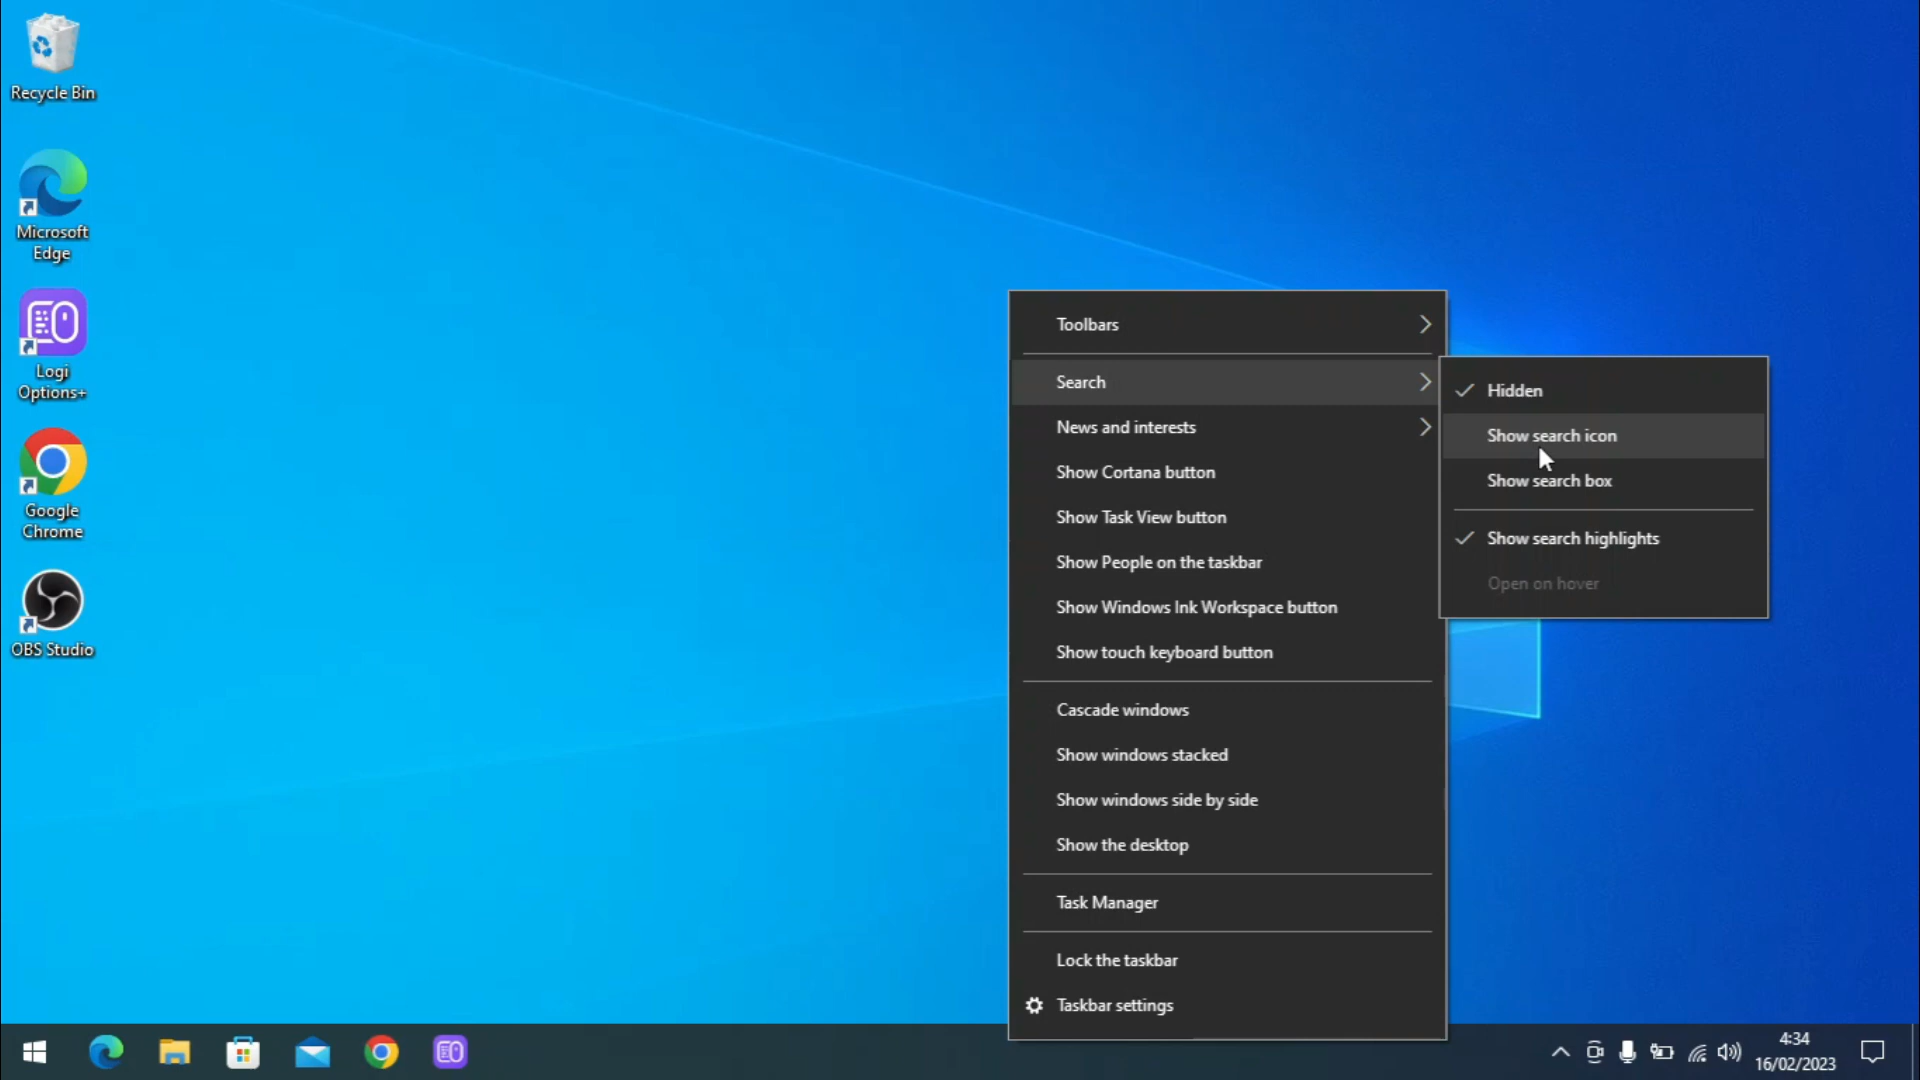 Recycle Bin
Microsoft
Edge
Logi
Options+
Google
Chrome
OBS Studio
Toolbars
Search
News and interests
Show Cortana button
Show Task View button
Show People on the taskbar
Show Windows Ink Workspace button
Show touch keyboard button
Cascade windows
Show windows stacked
Show windows side by side
Show the desktop
Task Manager
Lock the taskbar
Taskbar settings
Hidden
Show search icon
Show search box
Show search highlights
Open on hover
4:34
16/02/2023